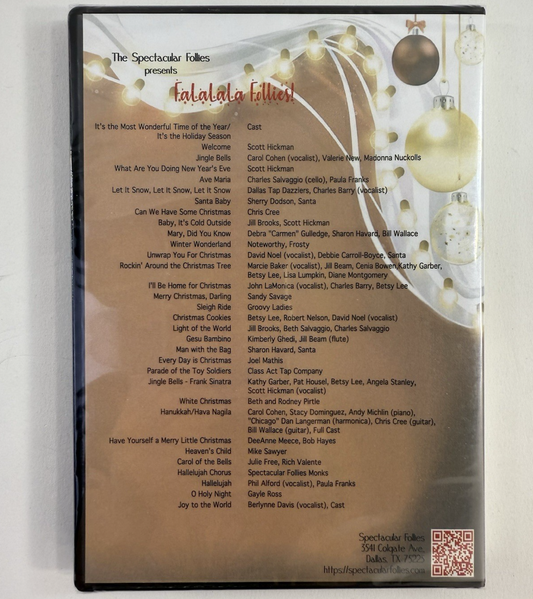 The Spectacular Follies
presents
FaLaLaLa Follies!
It's the Most Wonderful Time of the Year/ Cast
It's the Holiday Season
Welcome Scott Hickman
Jingle Bells Carol Cohen (vocalist), Valerie New, Madonna Nuckolls
What Are You Doing New Year's Eve Scott Hickman
Ave Maria Charles Salvaggio (cello), Paula Franks
Let It Snow, Let It Snow, Let It Snow Dallas Tap Dazzlers, Charles Barry (vocalist)
Santa Baby Sherry Dodson, Santa
Can We Have Some Christmas Chris Cree
Baby, It's Cold Outside Jill Brooks, Scott Hickman
Mary, Did You Know Debra "Carmen" Gulledge, Sharon Havard, Bill Wallace
Winter Wonderland Noteworthy, Frosty
Unwrap You For Christmas David Noel (vocalist), Debbie Carroll-Boyce, Santa
Rockin' Around the Christmas Tree Marcie Baker (vocalist), Jill Beam, Cenia Bowen,Kathy Garber,
Betsy Lee, Lisa Lumpkin, Diane Montgomery
I'll Be Home for Christmas John LaMonica (vocalist), Charles Barry, Betsy Lee
Merry Christmas, Darling Sandy Savage
Sleigh Ride Groovy Ladies
Christmas Cookies Betsy Lee, Robert Nelson, David Noel (vocalist)
Light of the World Jill Brooks, Beth Salvaggio, Charles Salvaggio
Gesu Bambino Kimberly Ghedi, Jill Beam (flute)
Man with the Bag Sharon Havard, Santa
Every Day is Christmas Joel Mathis
Parade of the Toy Soldiers Class Act Tap Company
Jingle Bells - Frank Sinatra Kathy Garber, Pat Housel, Betsy Lee, Angela Stanley,
Scott Hickman (vocalist)
White Christmas Beth and Rodney Pirtle
Hanukkah/Hava Nagila Carol Cohen, Stacy Dominguez, Andy Michlin (piano),
"Chicago" Dan Langerman (harmonica), Chris Cree (guitar),
Bill Wallace (guitar), Full Cast
Have Yourself a Merry Little Christmas DeeAnne Meece, Bob Hayes
Heaven's Child Mike Sawyer
Carol of the Bells Julie Free, Rich Valente
Hallelujah Chorus Spectacular Follies Monks
Hallelujah Phil Alford (vocalist), Paula Franks
O Holy Night Gayle Ross
Joy to the World Berlynne Davis (vocalist), Cast
Spectacular Follies
3541 Colgate Ave,
Dallas, TX 75225
https://spectacularfollies.com